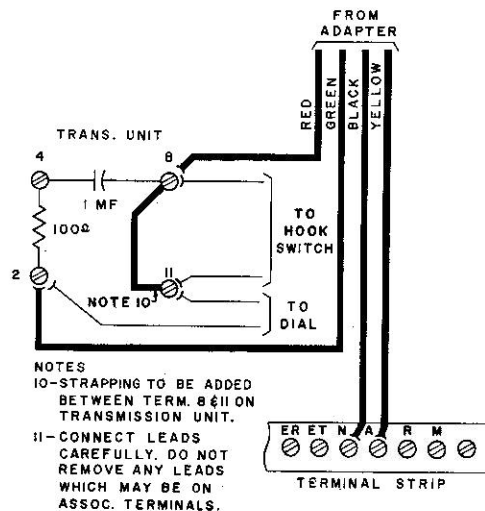 FROM
ADAPTER
RED
GREEN
BLACK
YELLOW
TRANS. UNIT
4
8
1 MF
100Ω
TO
HOOK
SWITCH
2
11
NOTE 10
TO
DIAL
NOTES
10-STRAPPING TO BE ADDED
BETWEEN TERM. 8 & 11 ON
TRANSMISSION UNIT.
11-CONNECT LEADS
CAREFULLY. DO NOT
REMOVE ANY LEADS
WHICH MAY BE ON
ASSOC. TERMINALS.
ER ET N A R M
TERMINAL STRIP